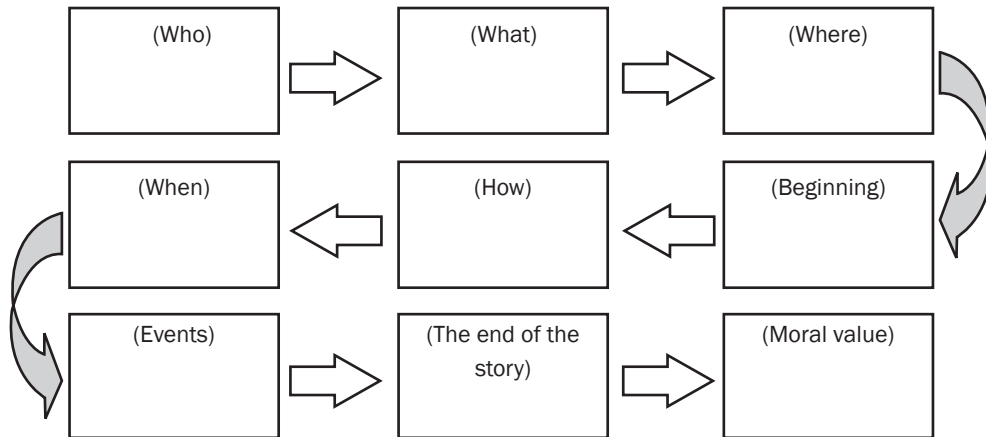 (Who)
(What)
(Where)
(When)
(How)
(Beginning)
(Events)
(The end of the
story)
(Moral value)